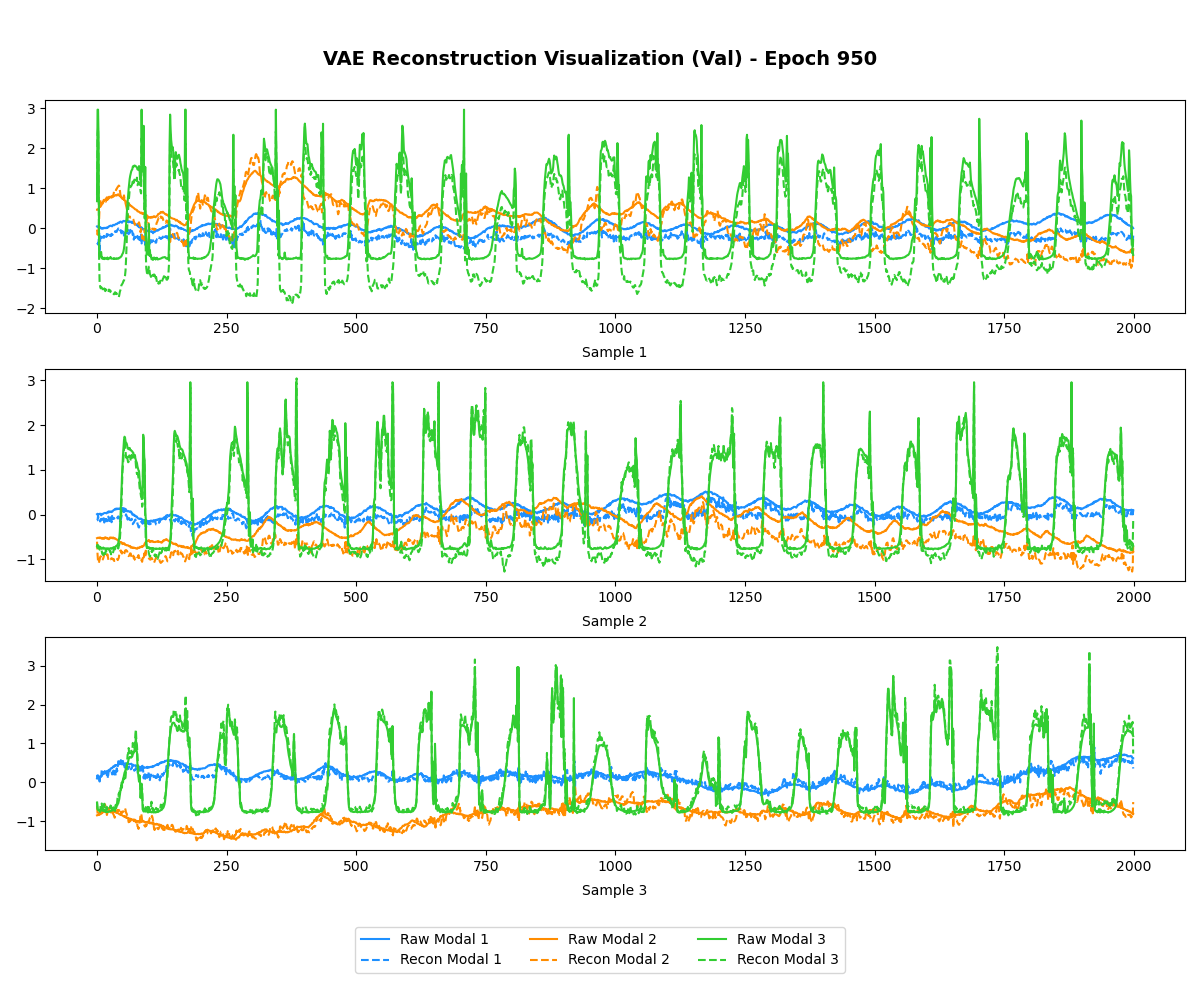 VAE Reconstruction Visualization (Val) - Epoch 950
3
2
1
0
−1
−2
0 250 500 750 1000 1250 1500 1750 2000
Sample 1
3
2
1
0
−1
0 250 500 750 1000 1250 1500 1750 2000
Sample 2
3
2
1
0
−1
0 250 500 750 1000 1250 1500 1750 2000
Sample 3
Raw Modal 1 Raw Modal 2 Raw Modal 3
Recon Modal 1 Recon Modal 2 Recon Modal 3